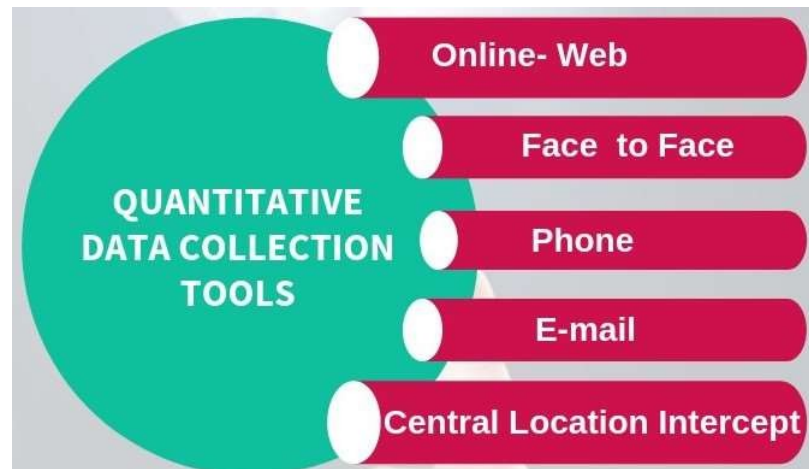 QUANTITATIVE
DATA COLLECTION
TOOLS
Online- Web
Face to Face
Phone
E-mail
Central Location Intercept